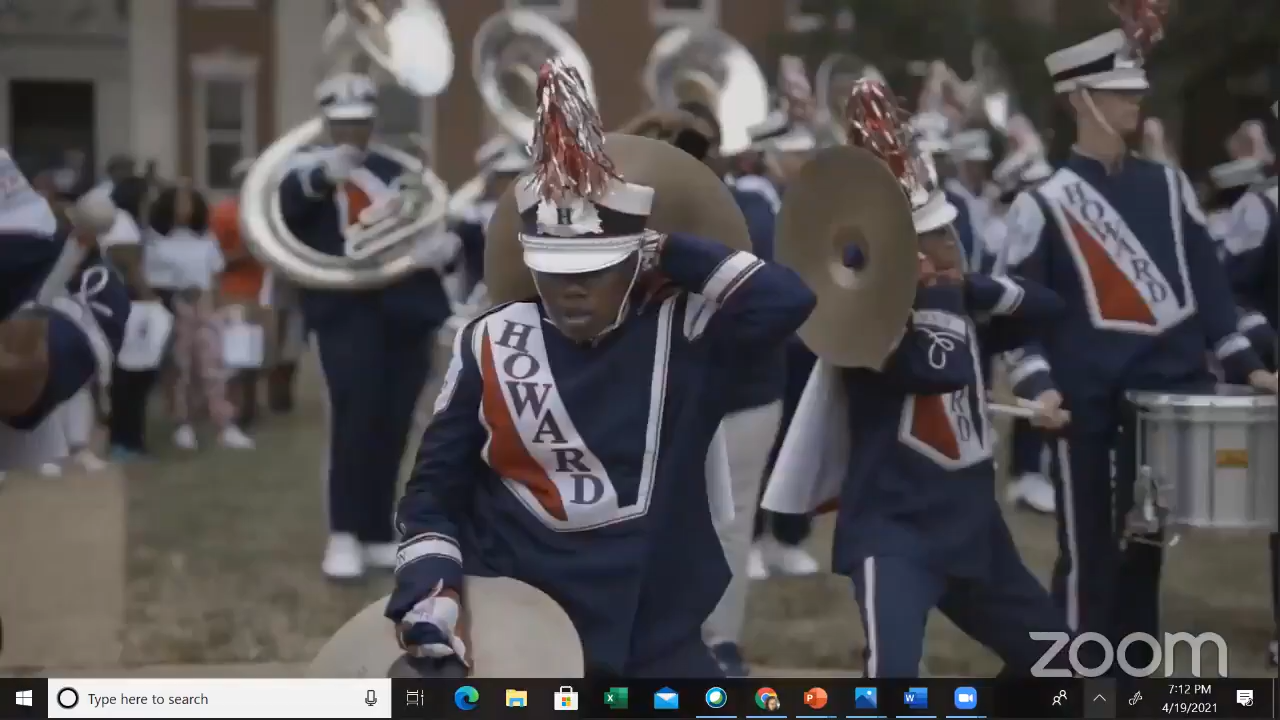 H
HOWARD
HOWARD
RD
zoom
Type here to search
7:12 PM
4/19/2021